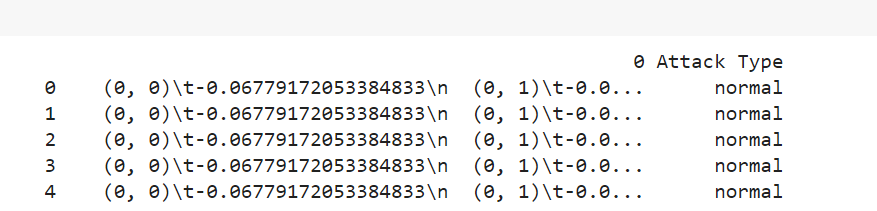 0 Attack Type
0 (0, 0)\t-0.06779172053384833\n (0, 1)\t-0.0... normal
1 (0, 0)\t-0.06779172053384833\n (0, 1)\t-0.0... normal
2 (0, 0)\t-0.06779172053384833\n (0, 1)\t-0.0... normal
3 (0, 0)\t-0.06779172053384833\n (0, 1)\t-0.0... normal
4 (0, 0)\t-0.06779172053384833\n (0, 1)\t-0.0... normal